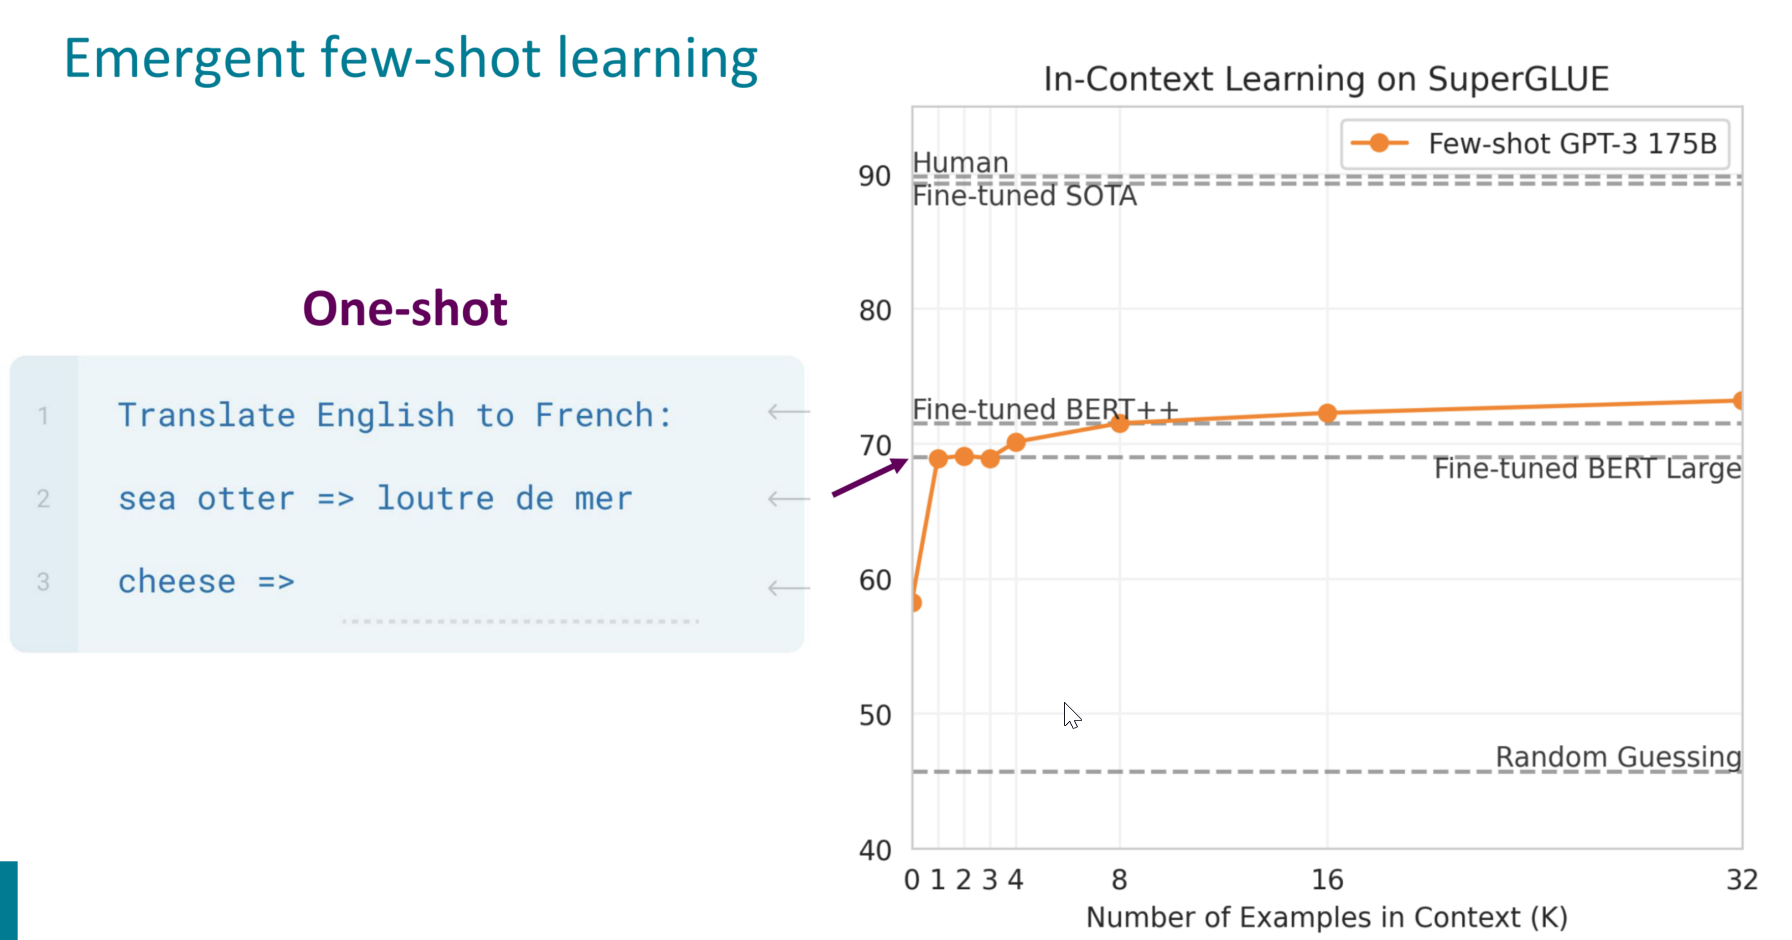 Emergent few-shot learning
One-shot
1 Translate English to French:
2 sea otter => loutre de mer
3 cheese =>
In-Context Learning on SuperGLUE
Few-shot GPT-3 175B
Human
90
Fine-tuned SOTA
80
Fine-tuned BERT++
70
Fine-tuned BERT Large
60
50
Random Guessing
40
0 1 2 3 4 8 16 32
Number of Examples in Context (K)